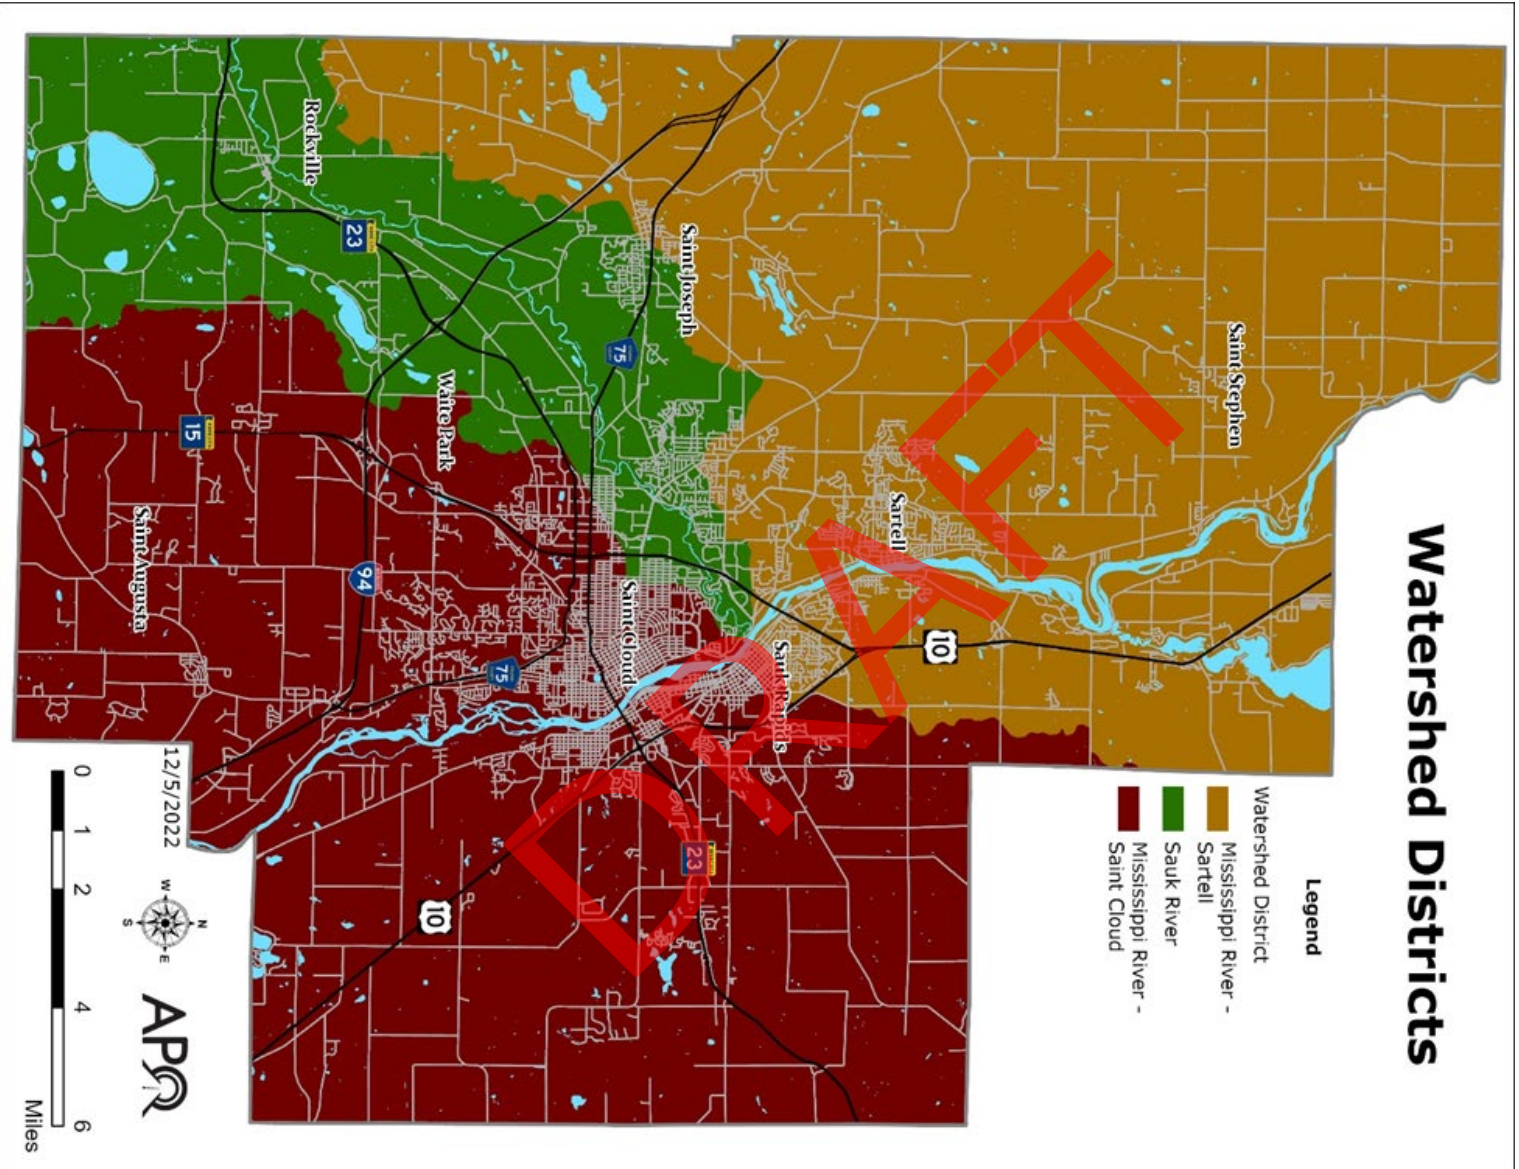 Watershed Districts
Legend
Watershed District
Mississippi River -
Sartell
Sauk River
Mississippi River -
Saint Cloud
Saint Stephen
Sartell
Sauk Rapids
Saint Joseph
Saint Cloud
Waite Park
Rockville
Saint Augusta
10
75
23
23
75
94
15
10
DRAFT
12/5/2022
N
W
E
S
APO
0 1 2 4 6
Miles